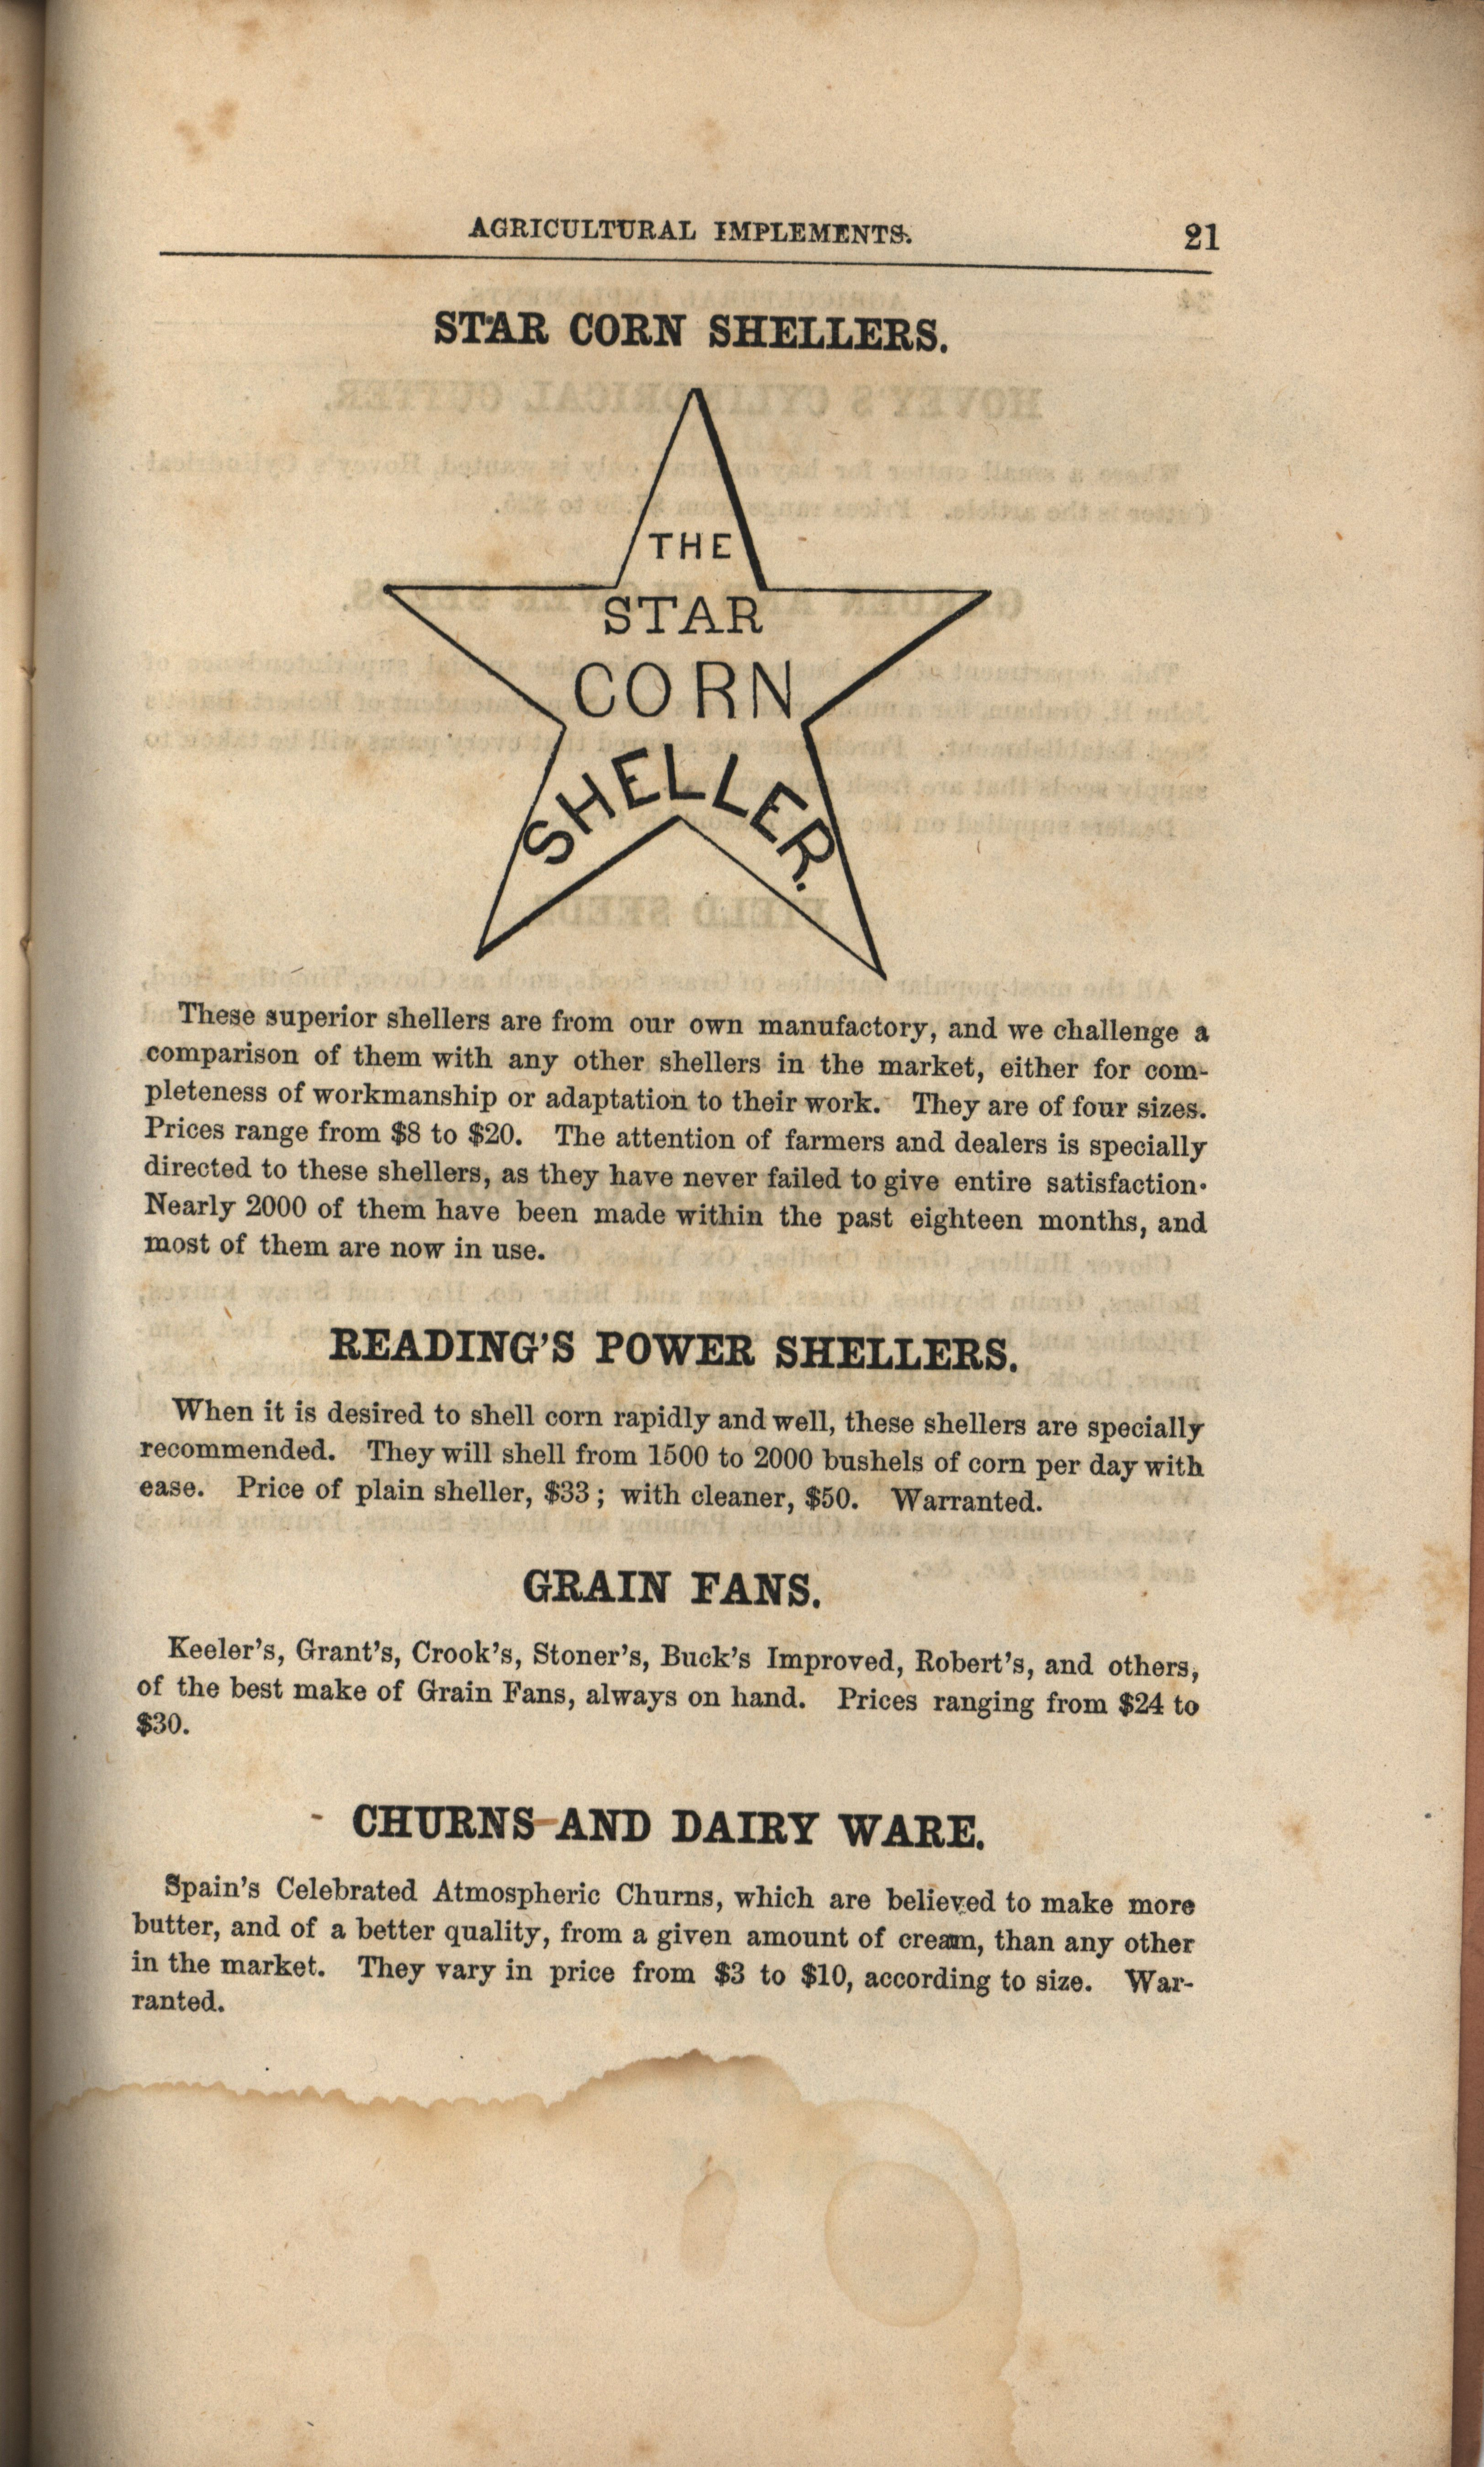 AGRICULTURAL IMPLEMENTS. 21
STAR CORN SHELLERS.
THE
STAR
CORN
SHELLER.
These superior shellers are from our own manufactory, and we challenge a
comparison of them with any other shellers in the market, either for com-
pleteness of workmanship or adaptation to their work. They are of four sizes.
Prices range from $8 to $20. The attention of farmers and dealers is specially
directed to these shellers, as they have never failed to give entire satisfaction.
Nearly 2000 of them have been made within the past eighteen months, and
most of them are now in use.
READING'S POWER SHELLERS.
When it is desired to shell corn rapidly and well, these shellers are specially
recommended. They will shell from 1500 to 2000 bushels of corn per day with
ease. Price of plain sheller, $33; with cleaner, $50. Warranted.
GRAIN FANS.
Keeler's, Grant's, Crook's, Stoner's, Buck's Improved, Robert's, and others,
of the best make of Grain Fans, always on hand. Prices ranging from $24 to
$30.
CHURNS AND DAIRY WARE.
Spain's Celebrated Atmospheric Churns, which are believed to make more
butter, and of a better quality, from a given amount of cream, than any other
in the market. They vary in price from $3 to $10, according to size. War-
ranted.